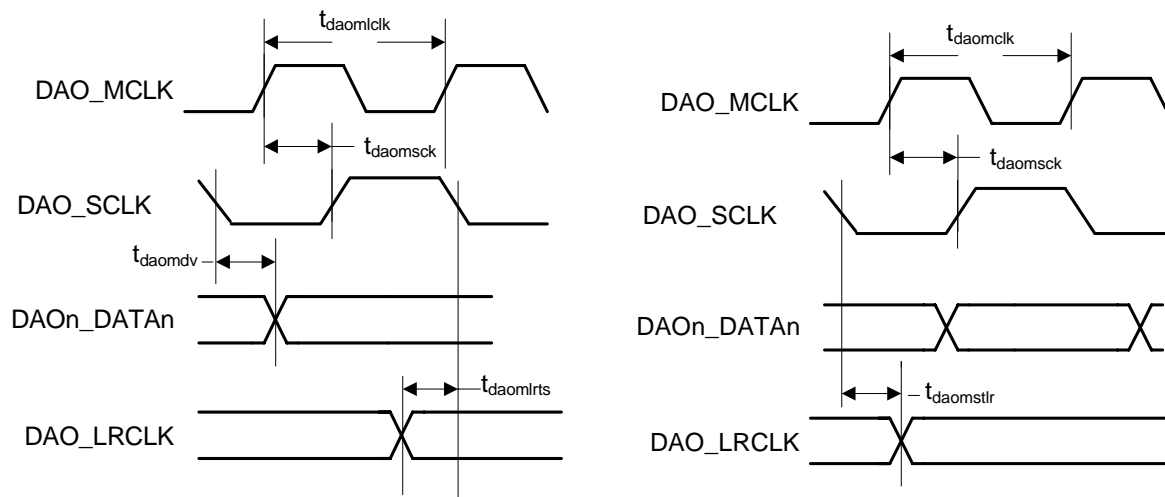 t_daomlclk
DAO_MCLK
t_daomsck
DAO_SCLK
t_daomdv
DAOn_DATAn
t_daomlrts
DAO_LRCLK
t_daomclk
DAO_MCLK
t_daomsck
DAO_SCLK
DAOn_DATAn
t_daomstlr
DAO_LRCLK